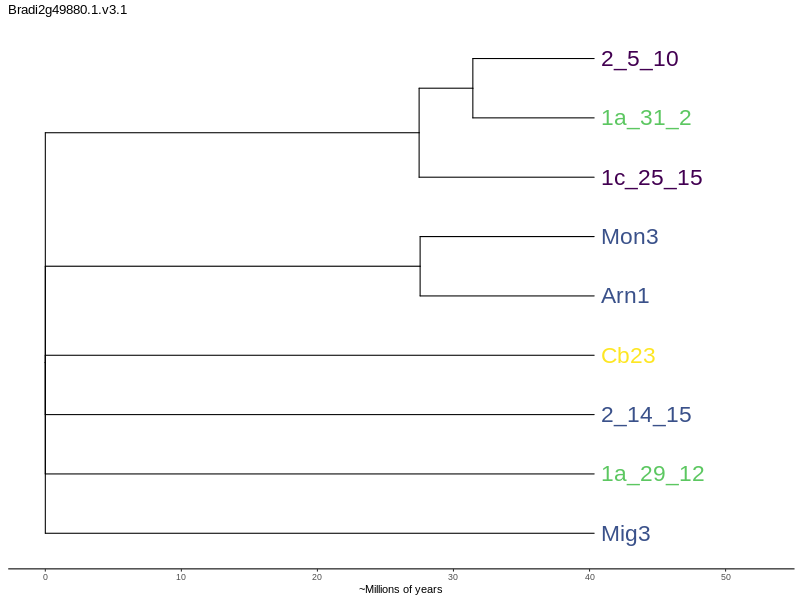 Bradi2g49880.1.v3.1
2_5_10
1a_31_2
1c_25_15
Mon3
Arn1
Cb23
2_14_15
1a_29_12
Mig3
0 10 20 30 40 50
~Millions of years